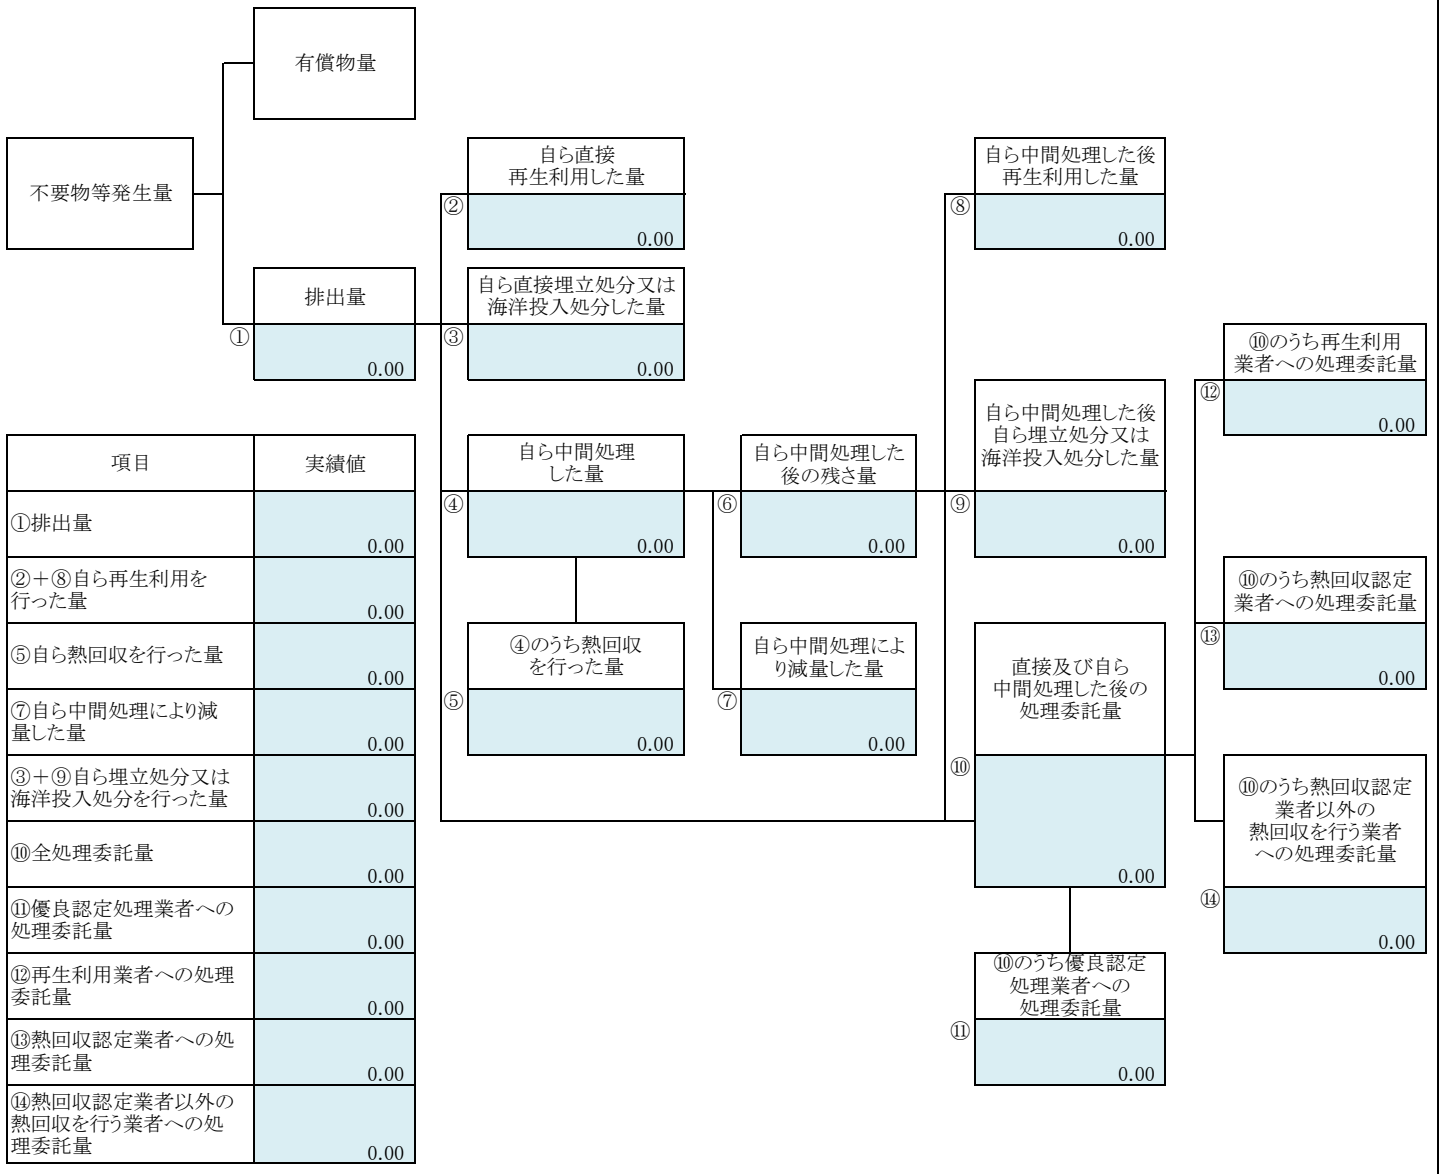 有償物量
不要物等発生量
排出量
①
0.00
自ら直接
再生利用した量
②
0.00
自ら直接埋立処分又は
海洋投入処分した量
③
0.00
自ら中間処理
した量
④
0.00
④のうち熱回収
を行った量
⑤
0.00
自ら中間処理した
後の残さ量
⑥
0.00
自ら中間処理によ
り減量した量
⑦
0.00
自ら中間処理した後
再生利用した量
⑧
0.00
自ら中間処理した後
自ら埋立処分又は
海洋投入処分した量
⑨
0.00
直接及び自ら
中間処理した後の
処理委託量
⑩
0.00
⑩のうち優良認定
処理業者への
処理委託量
⑪
0.00
⑩のうち再生利用
業者への処理委託量
⑫
0.00
⑩のうち熱回収認定
業者への処理委託量
⑬
0.00
⑩のうち熱回収認定
業者以外の
熱回収を行う業者
への処理委託量
⑭
0.00
項目 実績値
①排出量
0.00
②＋⑧自ら再生利用を
行った量
0.00
⑤自ら熱回収を行った量
0.00
⑦自ら中間処理により減
量した量
0.00
③＋⑨自ら埋立処分又は
海洋投入処分を行った量
0.00
⑩全処理委託量
0.00
⑪優良認定処理業者への
処理委託量
0.00
⑫再生利用業者への処理
委託量
0.00
⑬熱回収認定業者への処
理委託量
0.00
⑭熱回収認定業者以外の
熱回収を行う業者への処
理委託量
0.00